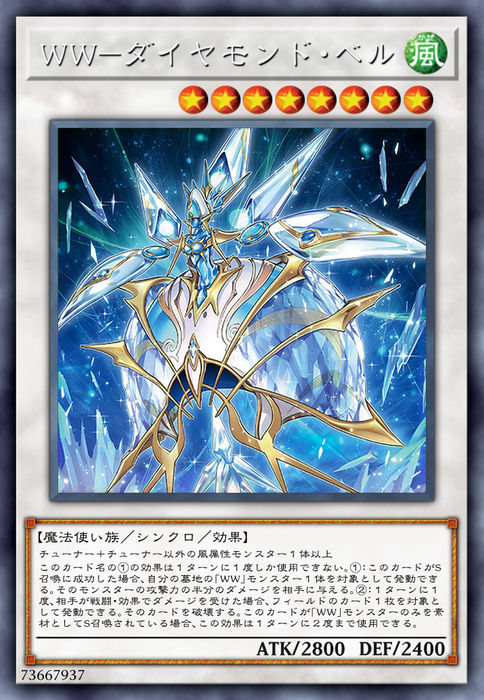 WW－ダイヤモンド・ベル
かぜ
風
【魔法使い族／シンクロ／効果】
チューナー＋チューナー以外の風属性モンスター１体以上
このカード名の①の効果は１ターンに１度しか使用できない。①：このカードがS
召喚に成功した場合、自分の墓地の「WW」モンスター１体を対象として発動でき
る。そのモンスターの攻撃力の半分のダメージを相手に与える。②：１ターンに１
度、相手が戦闘・効果でダメージを受けた場合、フィールドのカード１枚を対象と
して発動できる。そのカードを破壊する。このカードが「WW」モンスターのみを素
材としてS召喚されている場合、この効果は１ターンに２度まで使用できる。
ATK/2800 DEF/2400
73667937